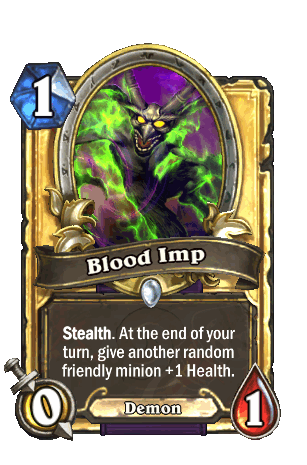 1
Blood Imp
Stealth. At the end of your
turn, give another random
friendly minion +1 Health.
0
Demon
1